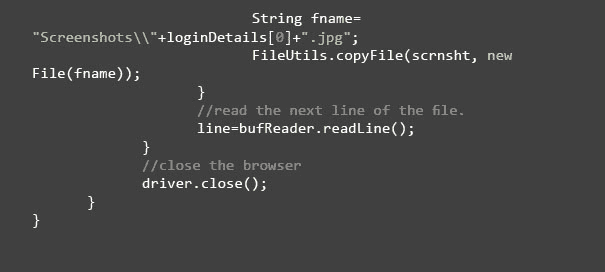 String fname=
"Screenshots\\"+loginDetails[0]+".jpg";
FileUtils.copyFile(scrnsht, new
File(fname));
}
//read the next line of the file.
line=bufReader.readLine();
}
//close the browser
driver.close();
}
}